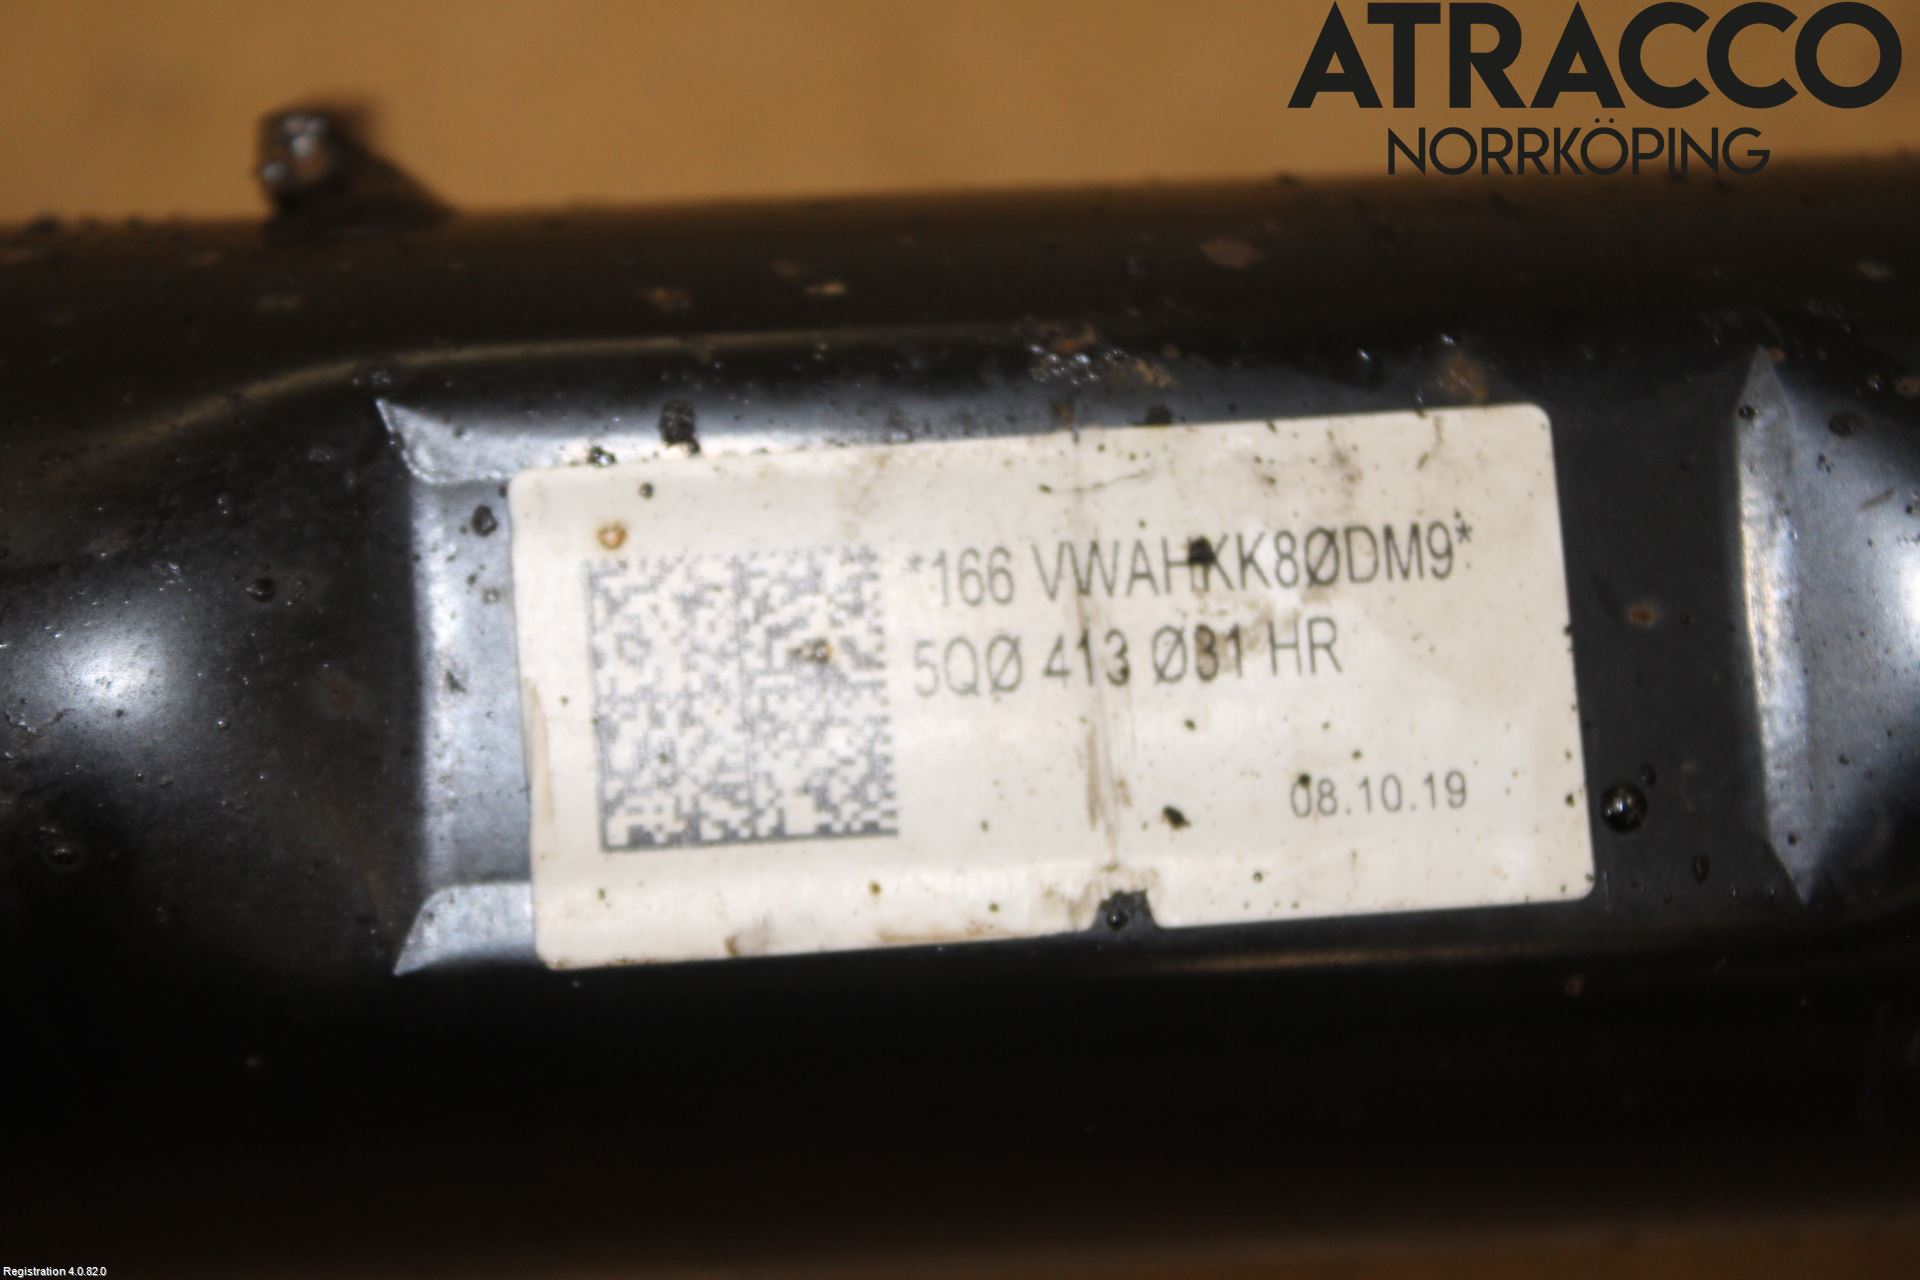 ATRACCO
NORRKÖPING
*166 VWAHKK8ØDM9*
5QØ 413 Ø31 HR
08.10.19
Registration 4.0.82.0